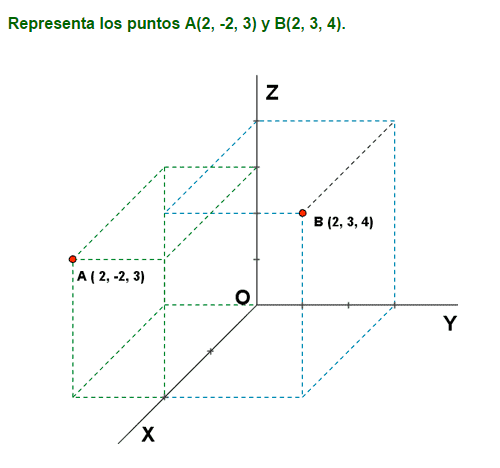 Representa los puntos A(2, -2, 3) y B(2, 3, 4).
Z
B (2, 3, 4)
A ( 2, -2, 3)
O
Y
X